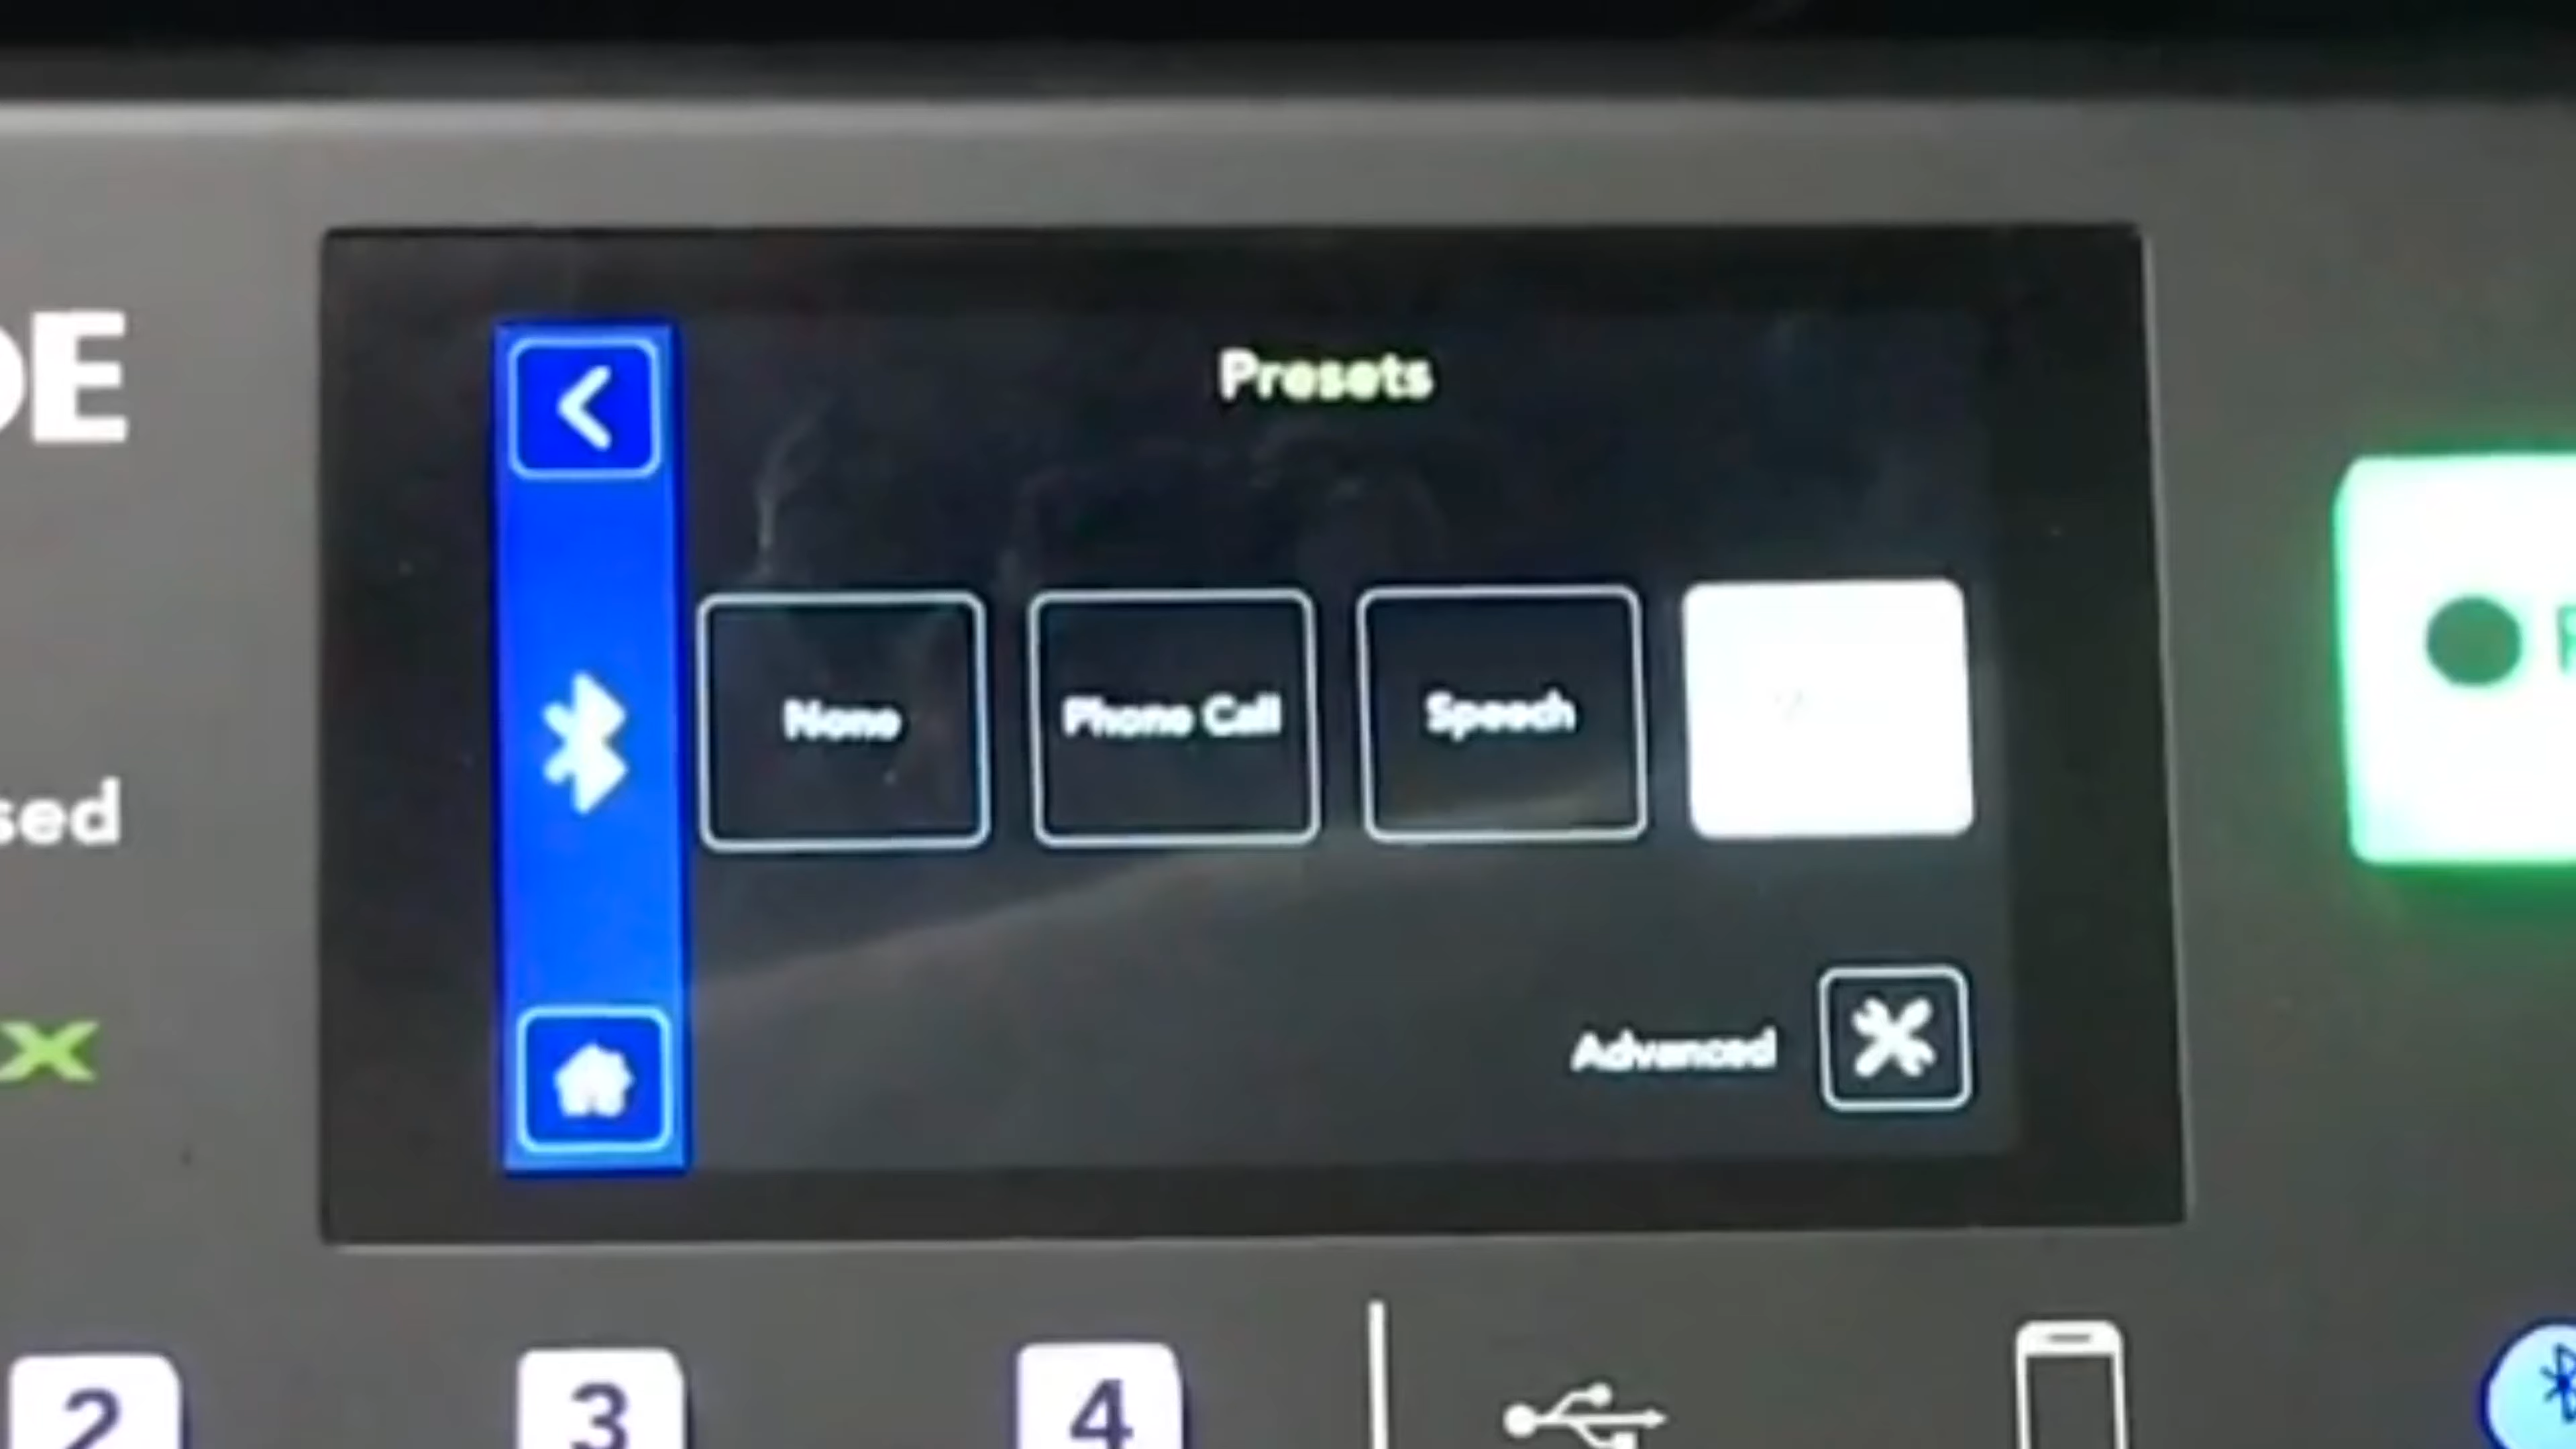 Presets
None
Phone Call
Speech
Advanced
DE
sed
X
2
3
4